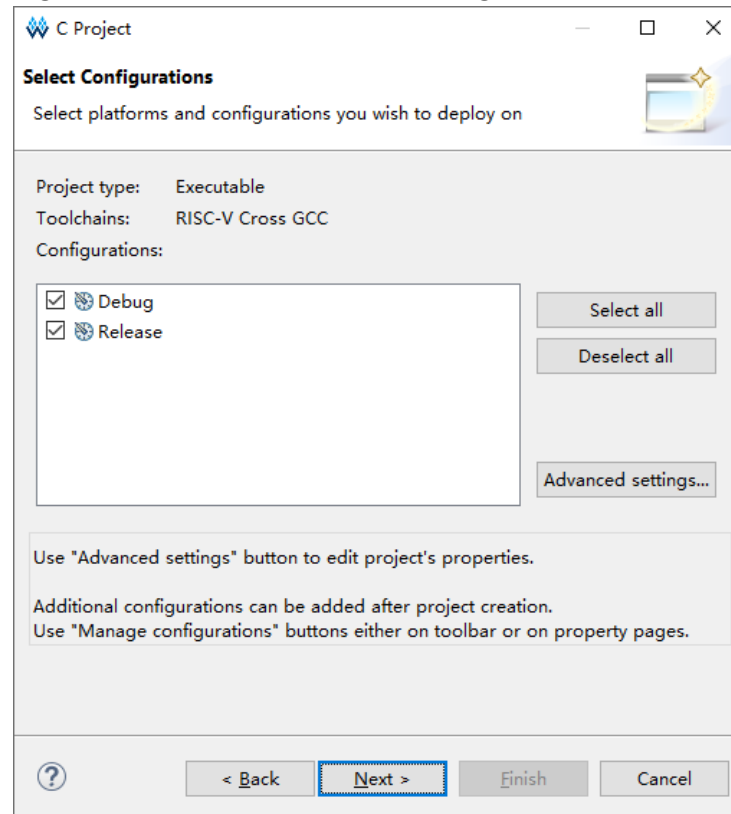 C Project
Select Configurations
Select platforms and configurations you wish to deploy on
Project type: Executable
Toolchains: RISC-V Cross GCC
Configurations:
Debug
Release
Select all
Deselect all
Advanced settings...
Use "Advanced settings" button to edit project's properties.
Additional configurations can be added after project creation.
Use "Manage configurations" buttons either on toolbar or on property pages.
?
< Back
Next >
Finish
Cancel